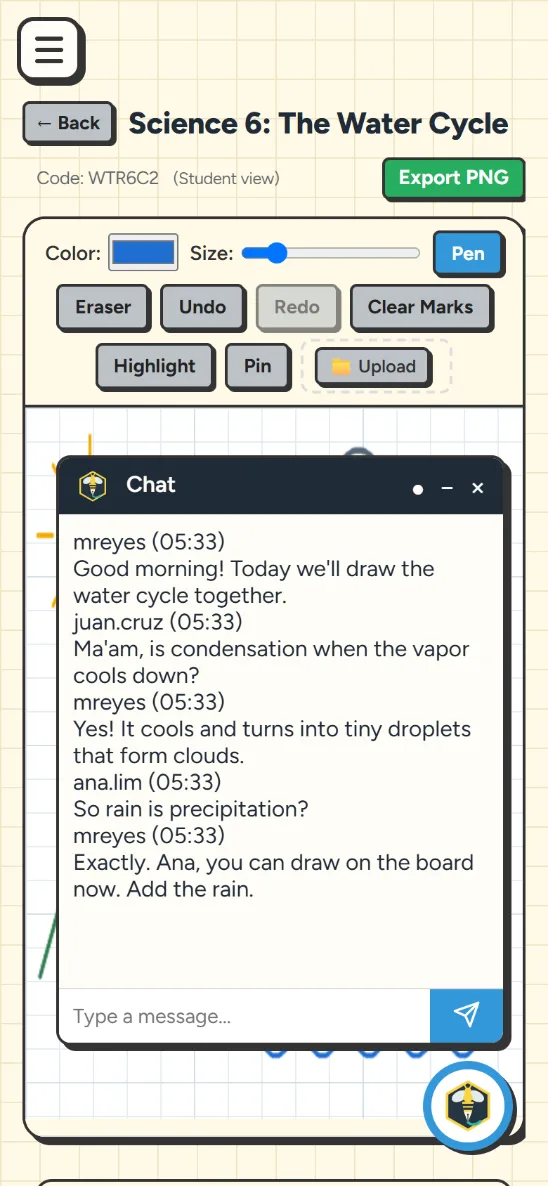 ← Back
Science 6: The Water Cycle
Code: WTR6C2 (Student view)
Export PNG
Color:
Size:
Pen
Eraser
Undo
Redo
Clear Marks
Highlight
Pin
Upload
Chat
mreyes (05:33)
Good morning! Today we'll draw the
water cycle together.
juan.cruz (05:33)
Ma'am, is condensation when the vapor
cools down?
mreyes (05:33)
Yes! It cools and turns into tiny droplets
that form clouds.
ana.lim (05:33)
So rain is precipitation?
mreyes (05:33)
Exactly. Ana, you can draw on the board
now. Add the rain.
Type a message...